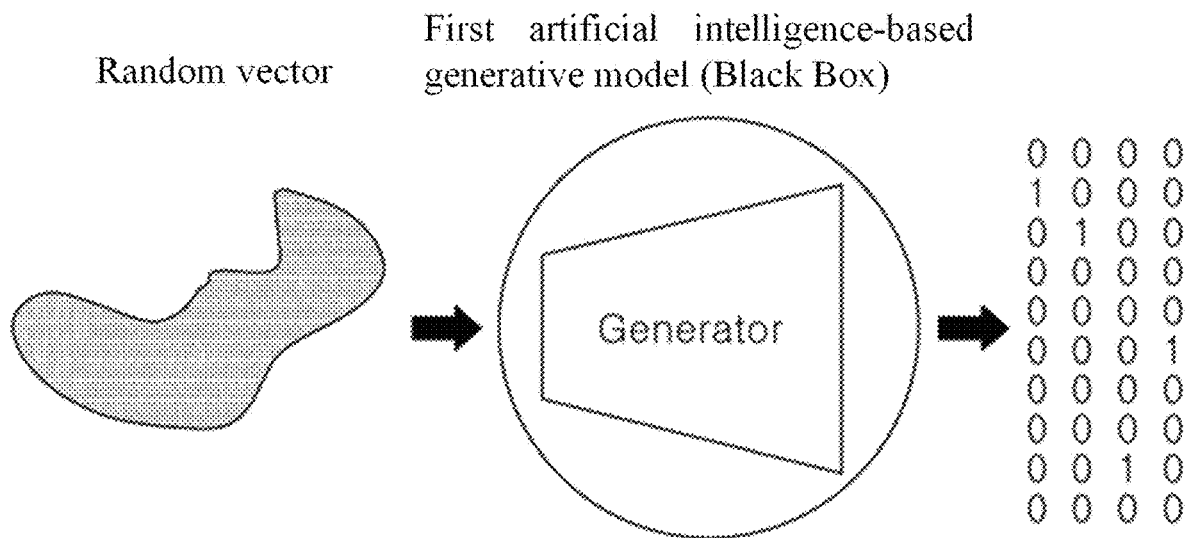 First artificial intelligence-based
Random vector
generative model (Black Box)
Generator
0 0 0 0
1 0 0 0
0 1 0 0
0 0 0 0
0 0 0 0
0 0 0 1
0 0 0 0
0 0 0 0
0 0 1 0
0 0 0 0